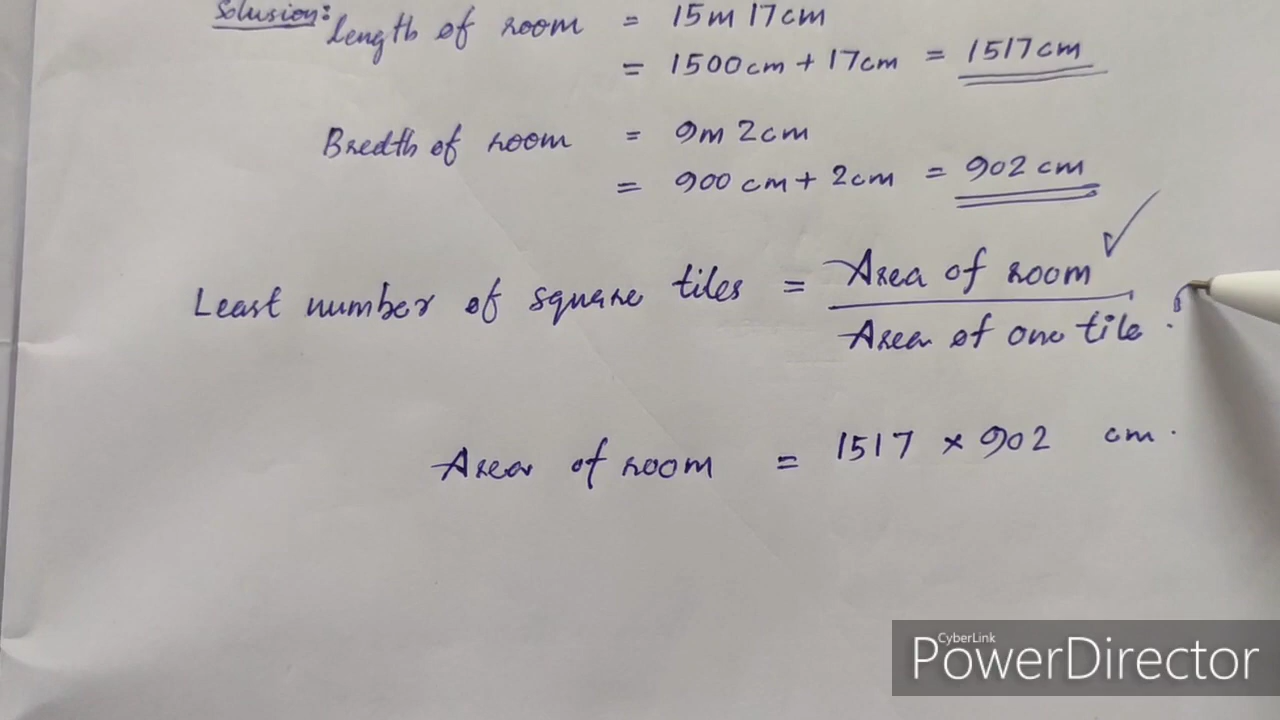 Solusion: Length of room = 15m 17cm
= 1500cm + 17cm = 1517cm
Bredth of room = 9m 2cm
= 900 cm + 2cm = 902 cm
Least number of square tiles = Area of room ✓
Area of one tile .
Area of room = 1517 × 902 cm .
CyberLink
PowerDirector